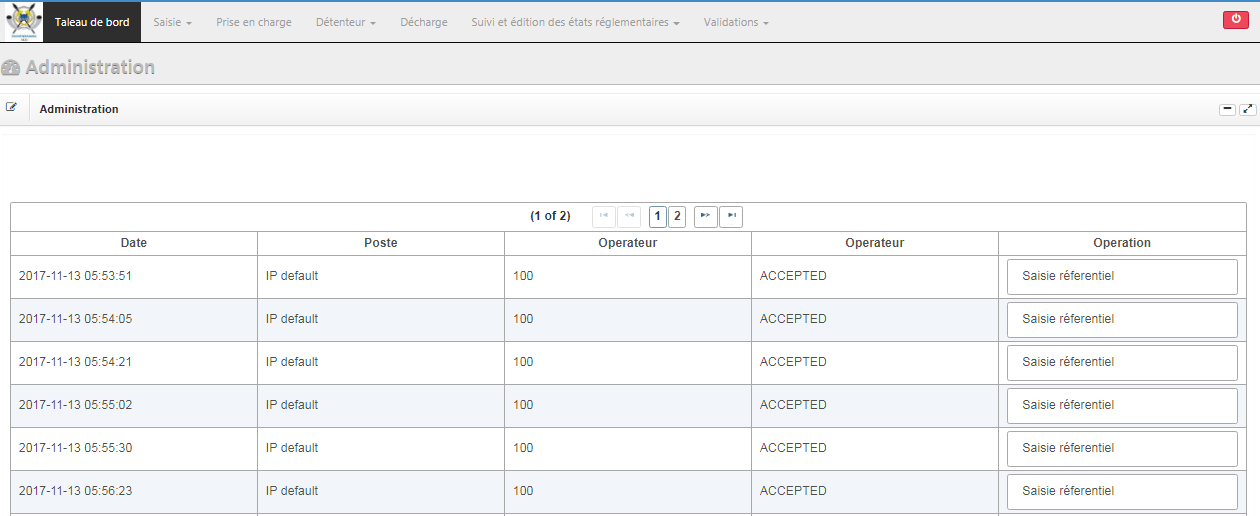 Taleau de bord Saisie Prise en charge Détenteur Décharge Suivi et édition des états réglementaires Validations
Administration
Administration
(1 of 2) 1 2
Date Poste Operateur Operateur Operation
2017-11-13 05:53:51 IP default 100 ACCEPTED Saisie réferentiel
2017-11-13 05:54:05 IP default 100 ACCEPTED Saisie réferentiel
2017-11-13 05:54:21 IP default 100 ACCEPTED Saisie réferentiel
2017-11-13 05:55:02 IP default 100 ACCEPTED Saisie réferentiel
2017-11-13 05:55:30 IP default 100 ACCEPTED Saisie réferentiel
2017-11-13 05:56:23 IP default 100 ACCEPTED Saisie réferentiel